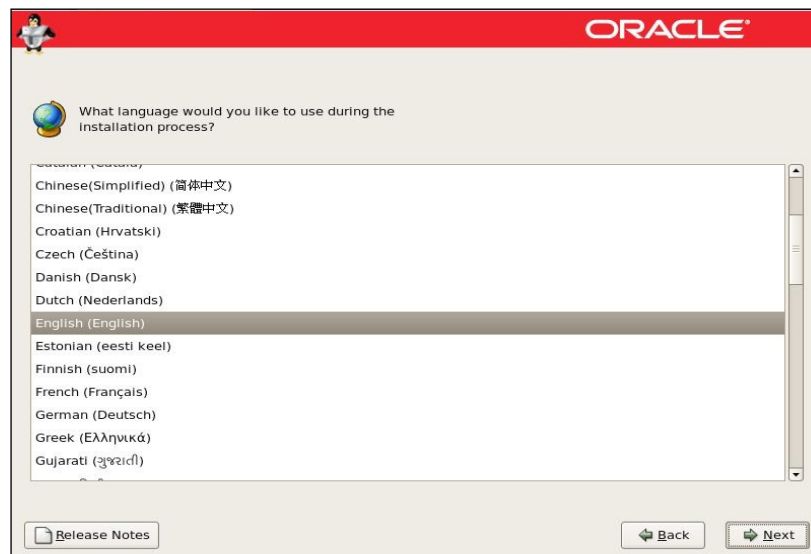 ORACLE®
What language would you like to use during the
installation process?
Chinese(Simplified) (简体中文)
Chinese(Traditional) (繁體中文)
Croatian (Hrvatski)
Czech (Čeština)
Danish (Dansk)
Dutch (Nederlands)
English (English)
Estonian (eesti keel)
Finnish (suomi)
French (Français)
German (Deutsch)
Greek (Ελληνικά)
Gujarati (ગુજરાતી)
Release Notes
Back
Next